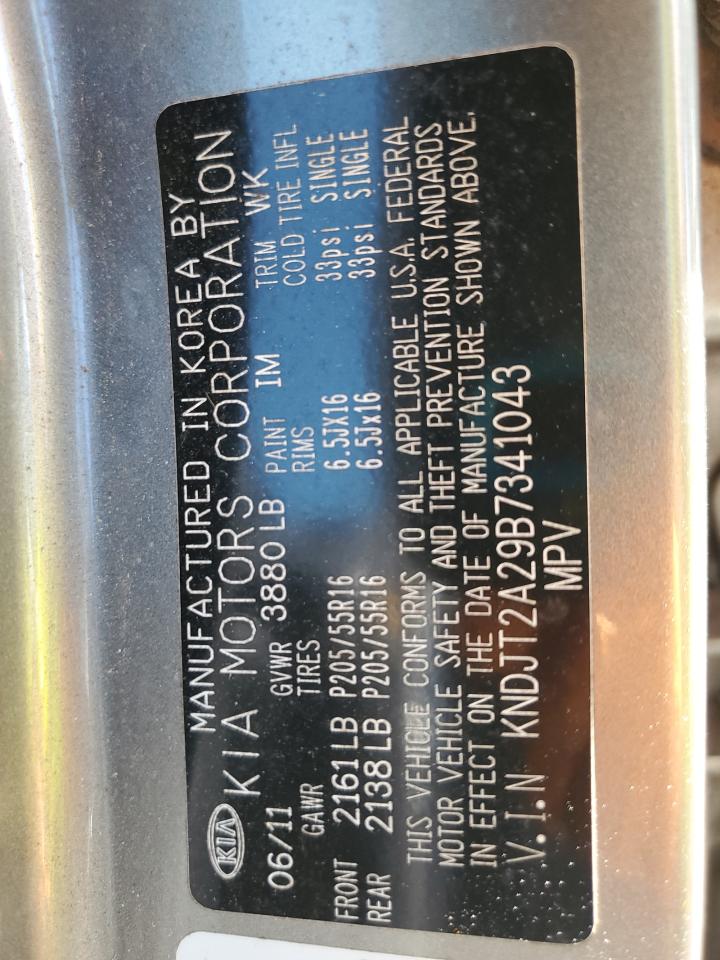 MANUFACTURED IN KOREA BY
KIA KIA MOTORS CORPORATION
06/11 GVWR 3880 LB PAINT IM TRIM WK
GAWR TIRES RIMS COLD TIRE INFL
FRONT 2161 LB P205/55R16 6.5JX16 33psi SINGLE
REAR 2138 LB P205/55R16 6.5Jx16 33psi SINGLE
THIS VEHICLE CONFORMS TO ALL APPLICABLE U.S.A. FEDERAL
MOTOR VEHICLE SAFETY AND THEFT PREVENTION STANDARDS
IN EFFECT ON THE DATE OF MANUFACTURE SHOWN ABOVE.
V.I.N KNDJT2A29B7341043
MPV